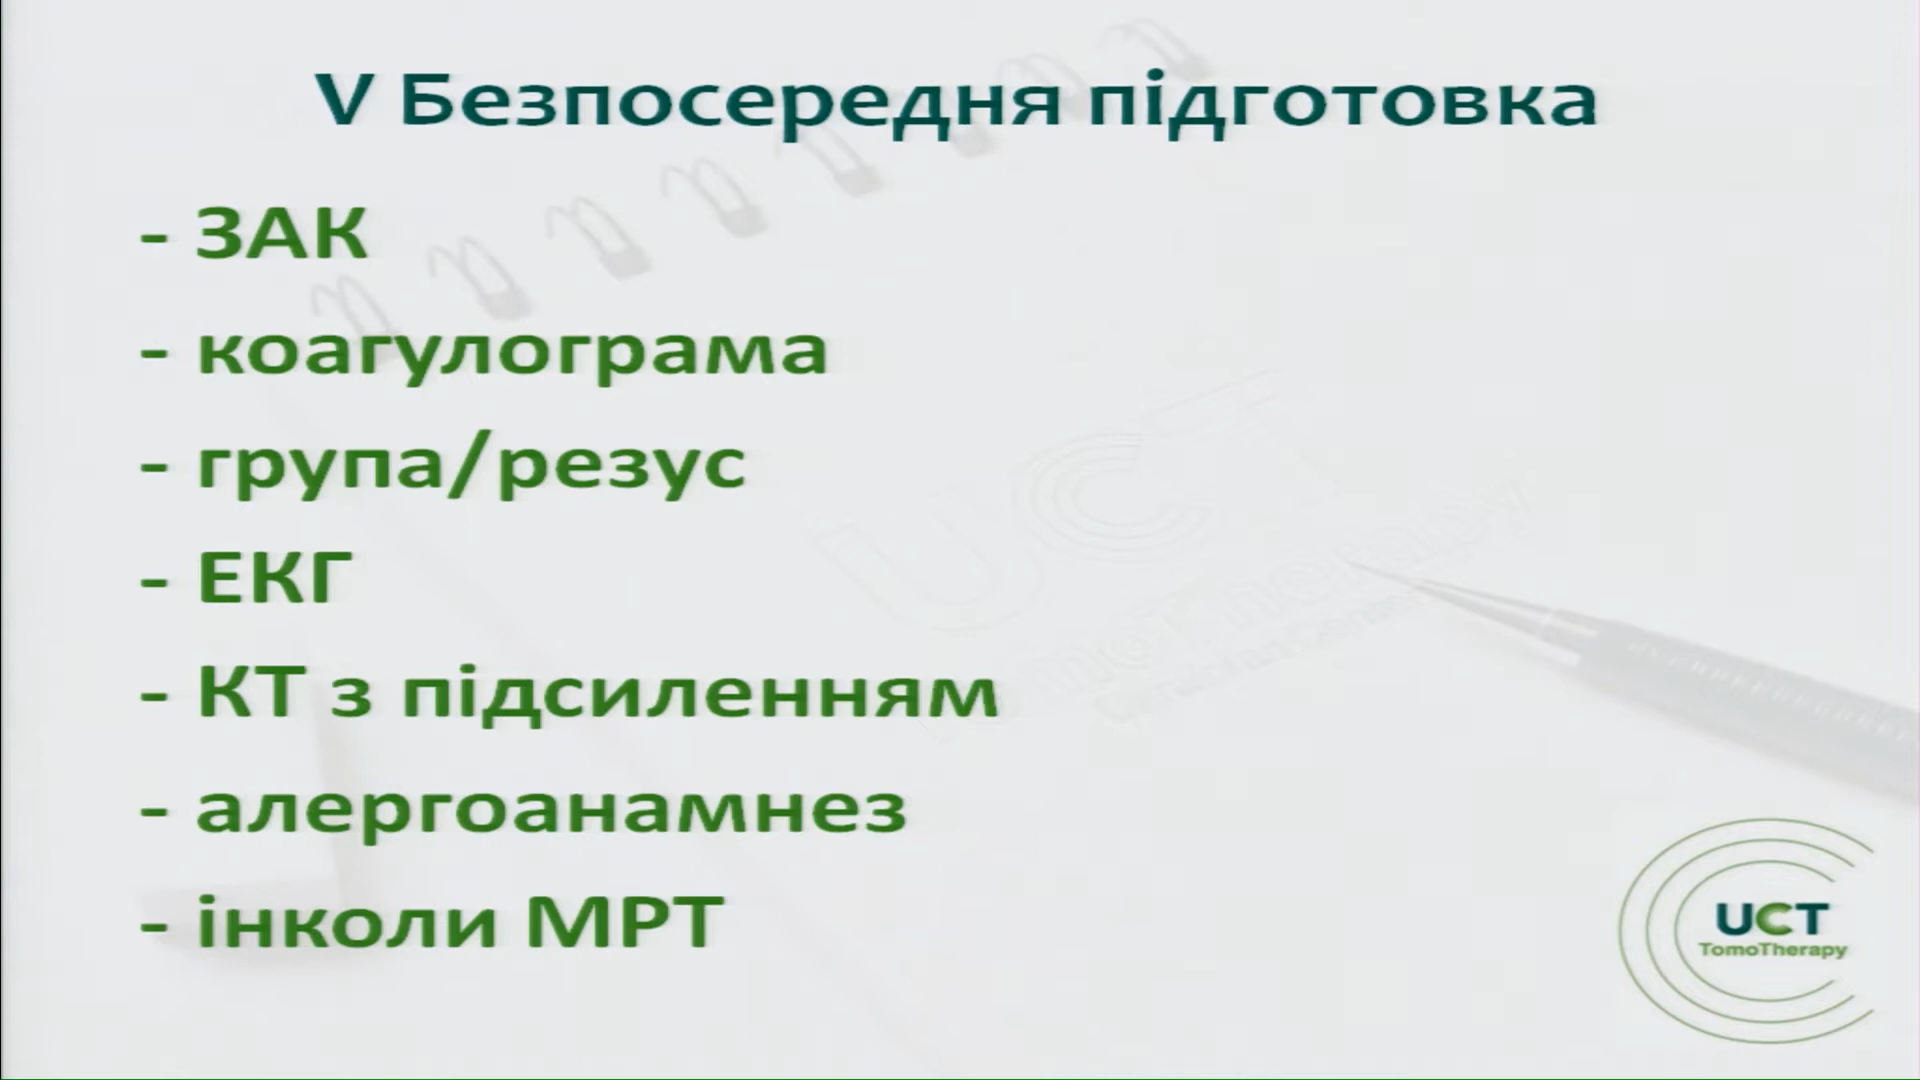 V Безпосередня підготовка
- ЗАК
- коагулограма
- група/резус
- ЕКГ
- КТ з підсиленням
- алергоанамнез
- інколи МРТ
UCT
TomoTherapy